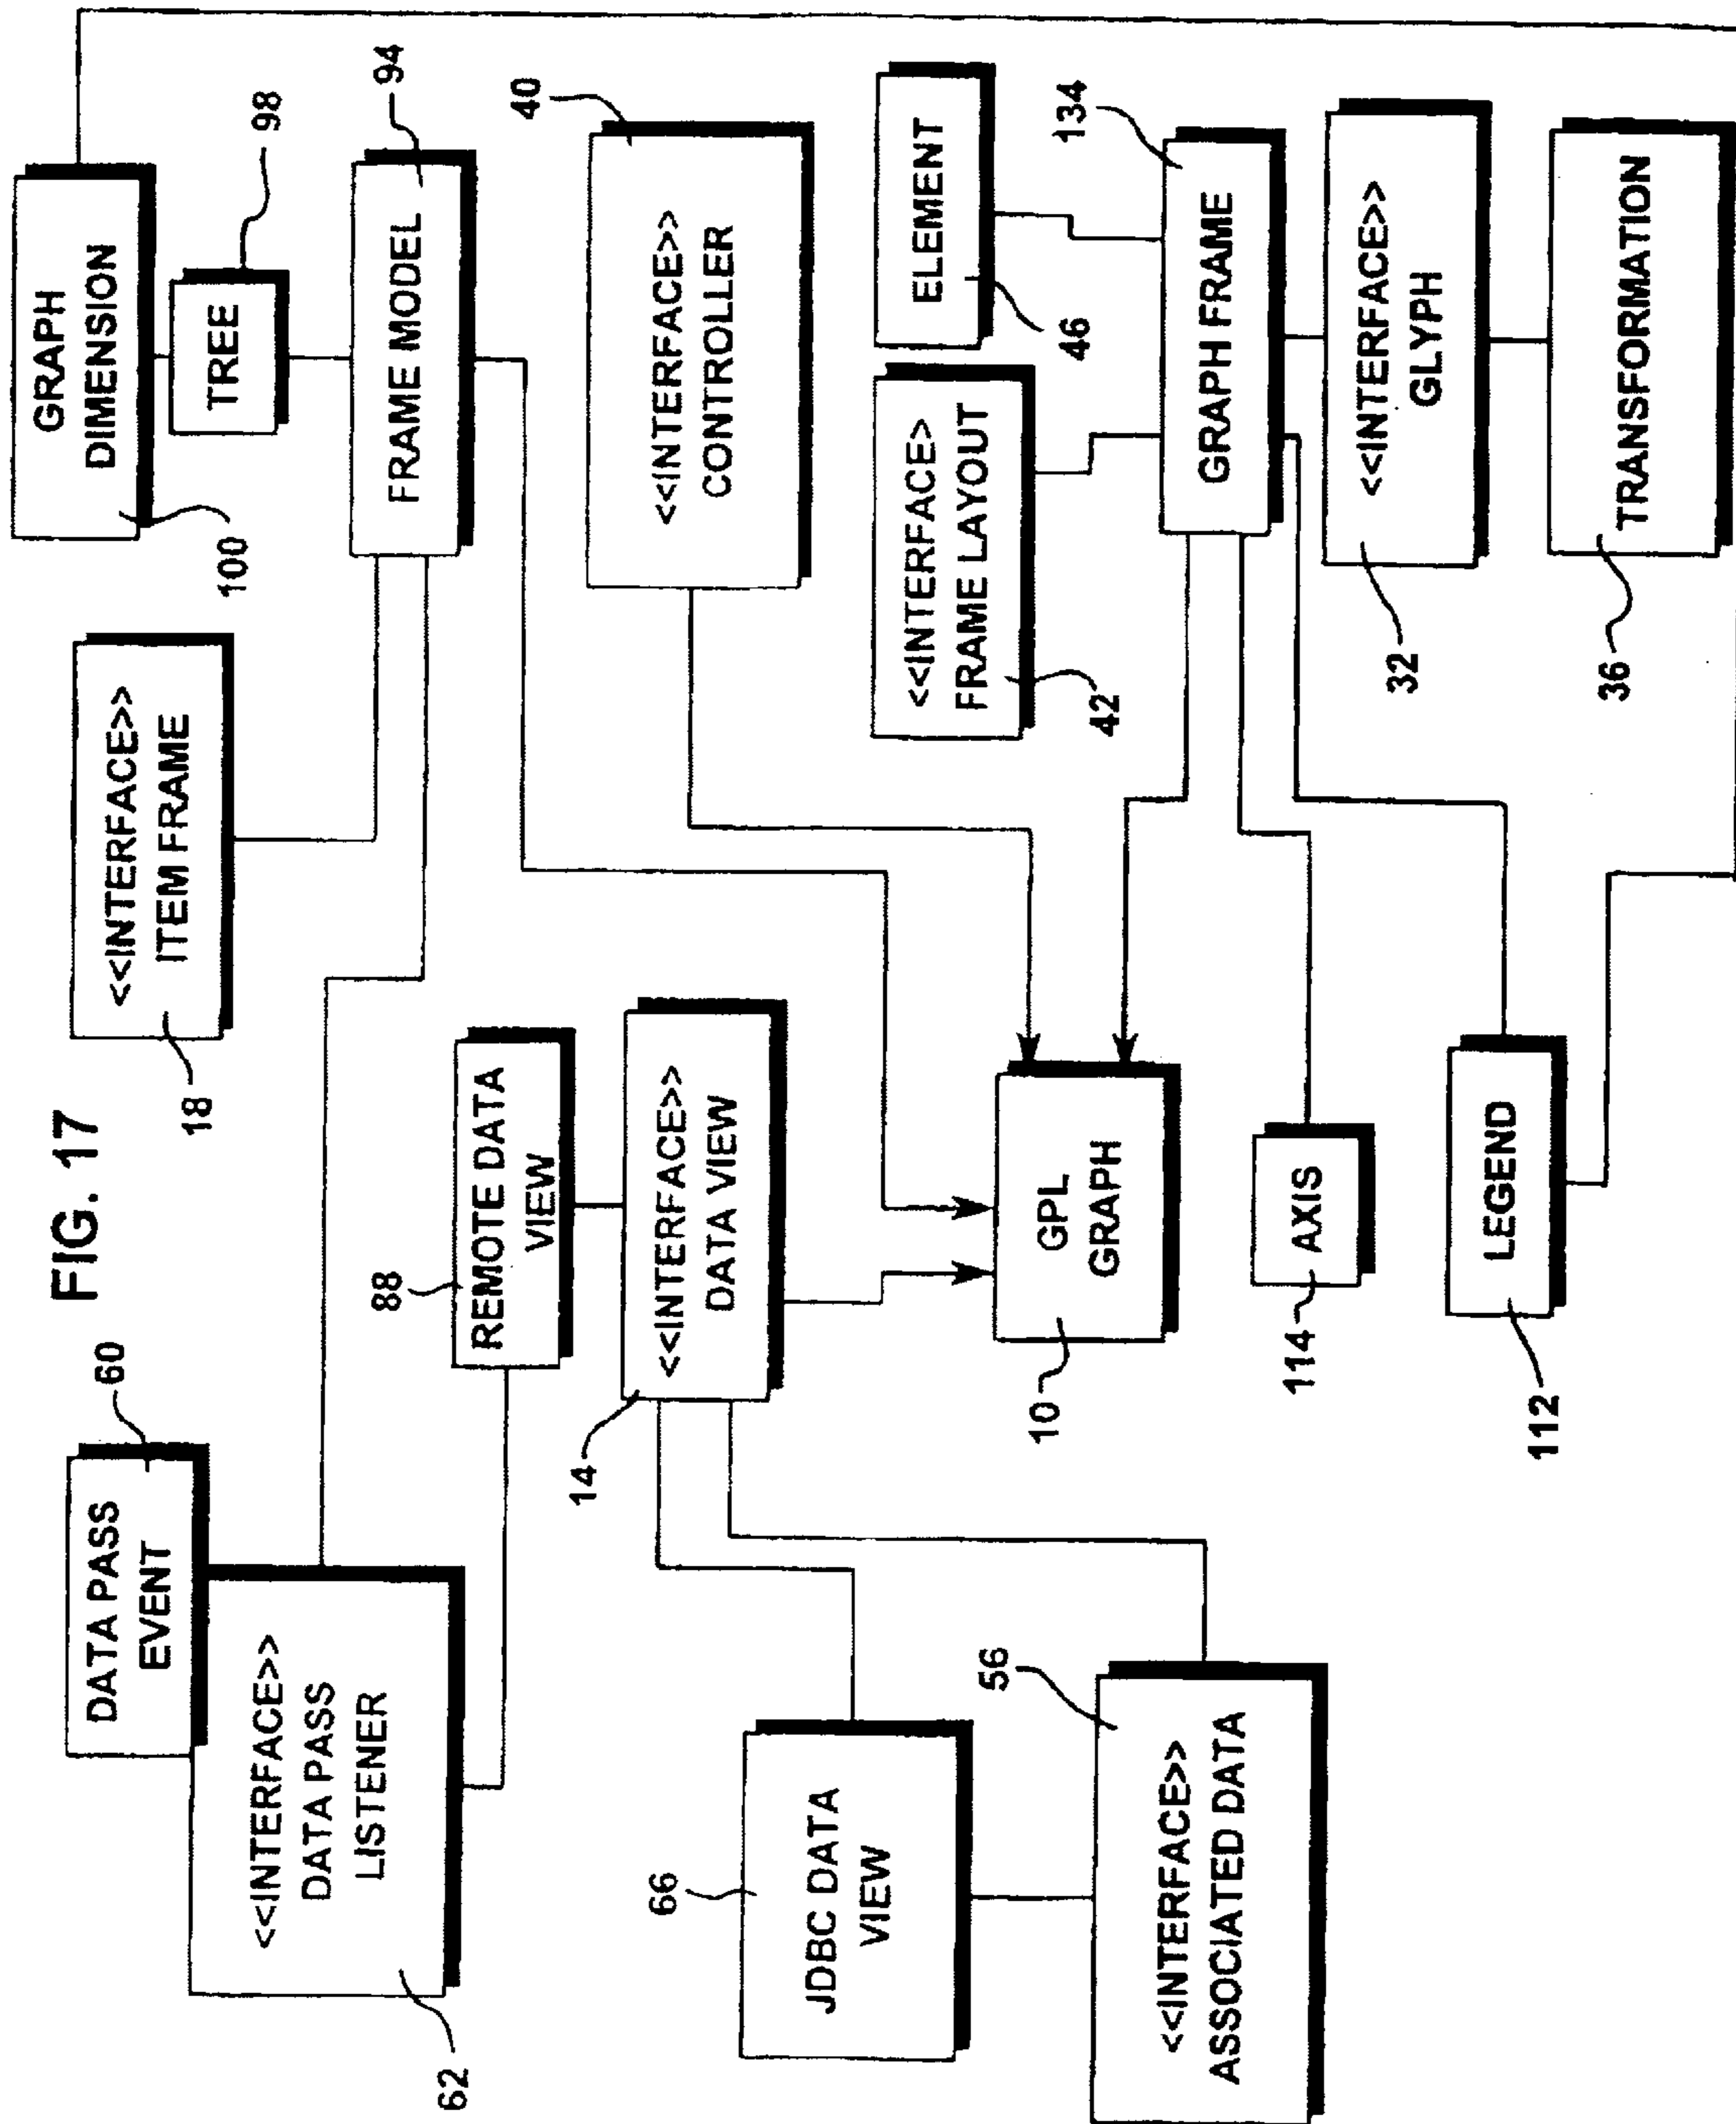 FIG. 17
DATA PASS
EVENT
60
<<INTERFACE>>
DATA PASS
LISTENER
62
<<INTERFACE>>
ITEM FRAME
18
GRAPH
DIMENSION
100
TREE
98
FRAME MODEL
94
88
REMOTE DATA
VIEW
<<INTERFACE>>
DATA VIEW
14
<<INTERFACE>>
CONTROLLER
40
66
JDBC DATA
VIEW
56
<<INTERFACE>>
ASSOCIATED DATA
GPL
GRAPH
10
<<INTERFACE>
FRAME LAYOUT
42
ELEMENT
46
GRAPH FRAME
134
AXIS
114
<<INTERFACE>>
GLYPH
32
LEGEND
112
TRANSFORMATION
36